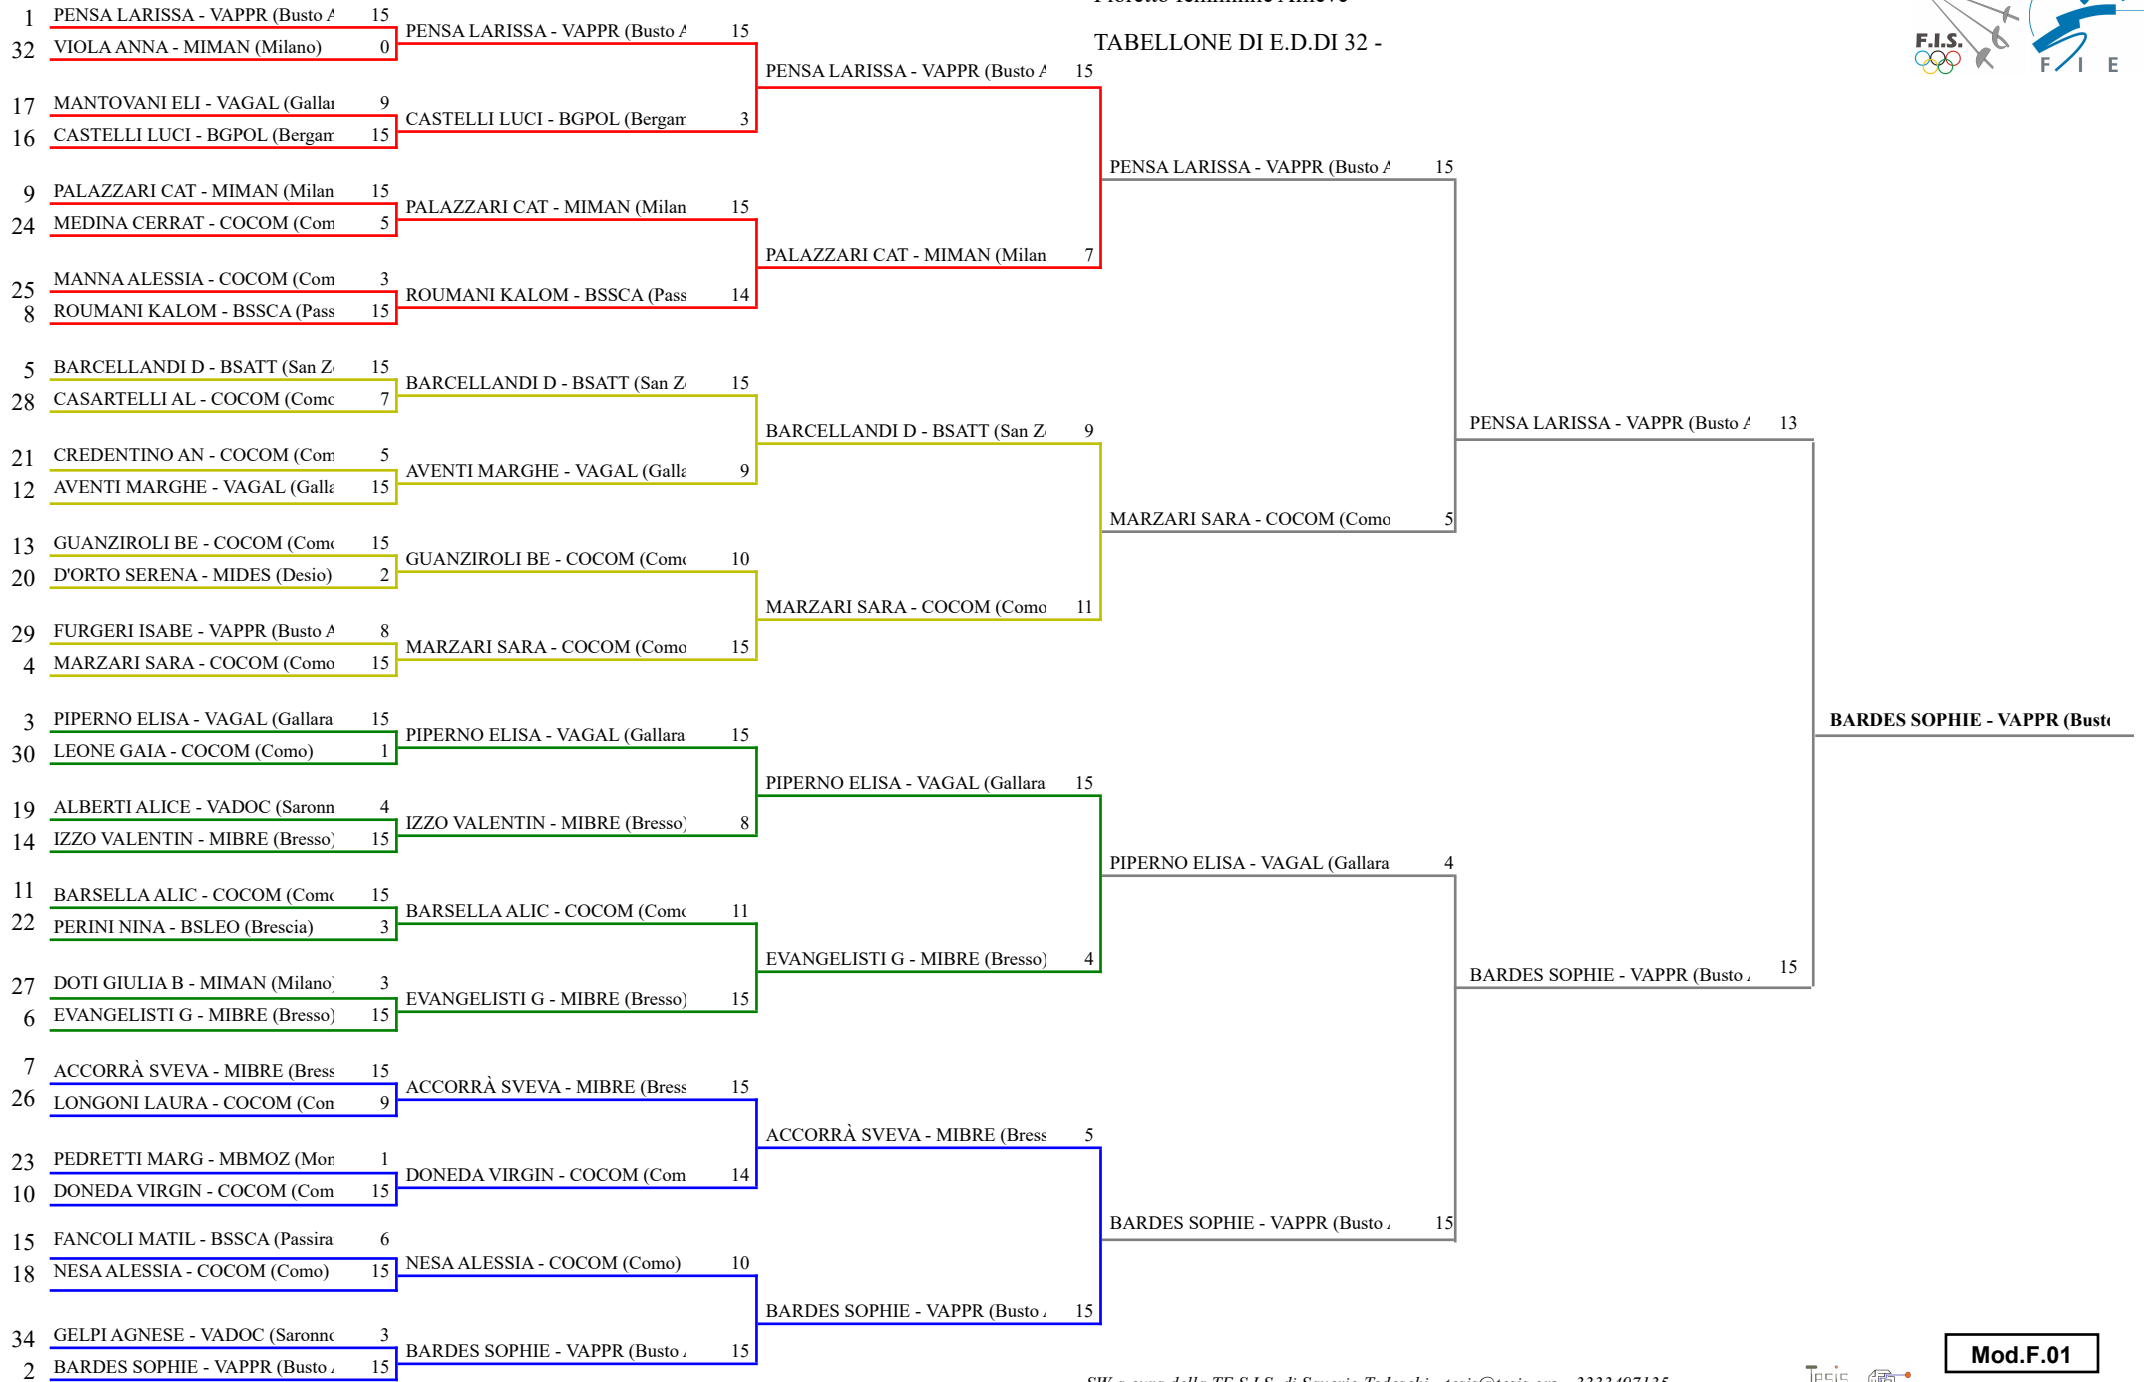 TABELLONE DI E.D.DI 32 -
F.I.S.
F I E
1 PENSA LARISSA - VAPPR (Busto 15
32 VIOLA ANNA - MIMAN (Milano) 0
17 MANTOVANI ELI - VAGAL (Galla 9
16 CASTELLI LUCI - BGPOL (Bergam 15
9 PALAZZARI CAT - MIMAN (Milan 15
24 MEDINA CERRAT - COCOM (Com 5
25 MANNA ALESSIA - COCOM (Com 3
8 ROUMANI KALOM - BSSCA (Pass 15
5 BARCELLANDI D - BSATT (San Z 15
28 CASARTELLI AL - COCOM (Como 7
21 CREDENTINO AN - COCOM (Com 5
12 AVENTI MARGHE - VAGAL (Galla 15
13 GUANZIROLI BE - COCOM (Como 15
20 D'ORTO SERENA - MIDES (Desio) 2
29 FURGERI ISABE - VAPPR (Busto A 8
4 MARZARI SARA - COCOM (Como 15
3 PIPERNO ELISA - VAGAL (Gallara 15
30 LEONE GAIA - COCOM (Como) 1
19 ALBERTI ALICE - VADOC (Saronn 4
14 IZZO VALENTIN - MIBRE (Bresso) 15
11 BARSELLA ALIC - COCOM (Como 15
22 PERINI NINA - BSLEO (Brescia) 3
27 DOTI GIULIA B - MIMAN (Milano) 3
6 EVANGELISTI G - MIBRE (Bresso) 15
7 ACCORRÀ SVEVA - MIBRE (Bress 15
26 LONGONI LAURA - COCOM (Com 9
23 PEDRETTI MARG - MBMOZ (Mon 1
10 DONEDA VIRGIN - COCOM (Com 15
15 FANCOLI MATIL - BSSCA (Passira 6
18 NESA ALESSIA - COCOM (Como) 15
34 GELPI AGNESE - VADOC (Saronno 3
2 BARDES SOPHIE - VAPPR (Busto 15
PENSA LARISSA - VAPPR (Busto A 15
CASTELLI LUCI - BGPOL (Bergam 3
PALAZZARI CAT - MIMAN (Milan 15
ROUMANI KALOM - BSSCA (Pass 14
BARCELLANDI D - BSATT (San Z 15
AVENTI MARGHE - VAGAL (Galla 9
GUANZIROLI BE - COCOM (Como 10
MARZARI SARA - COCOM (Como 15
PIPERNO ELISA - VAGAL (Gallara 15
IZZO VALENTIN - MIBRE (Bresso) 8
BARSELLA ALIC - COCOM (Como 11
EVANGELISTI G - MIBRE (Bresso) 15
ACCORRÀ SVEVA - MIBRE (Bress 15
DONEDA VIRGIN - COCOM (Com 14
NESA ALESSIA - COCOM (Como) 10
BARDES SOPHIE - VAPPR (Busto 15
PENSA LARISSA - VAPPR (Busto A 15
PALAZZARI CAT - MIMAN (Milan 7
BARCELLANDI D - BSATT (San Z 9
MARZARI SARA - COCOM (Como 11
PIPERNO ELISA - VAGAL (Gallara 15
EVANGELISTI G - MIBRE (Bresso) 4
ACCORRÀ SVEVA - MIBRE (Bress 5
BARDES SOPHIE - VAPPR (Busto 15
PENSA LARISSA - VAPPR (Busto A 15
MARZARI SARA - COCOM (Como 5
PIPERNO ELISA - VAGAL (Gallara 4
BARDES SOPHIE - VAPPR (Busto 15
PENSA LARISSA - VAPPR (Busto A 13
BARDES SOPHIE - VAPPR (Busto 15
BARDES SOPHIE - VAPPR (Busto
Mod.F.01